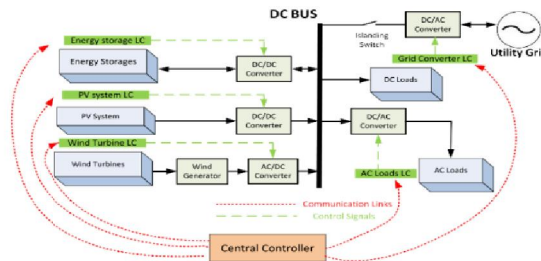 DC BUS
Energy storage LC
Energy Storages
DC/DC
Converter
PV system LC
PV System
DC/DC
Converter
Wind Turbine LC
Wind Turbines
Wind
Generator
AC/DC
Converter
Islanding
Switch
DC/AC
Converter
Utility Gri
Grid Converter LC
DC Loads
DC/AC
Converter
AC Loads LC
AC Loads
Communication Links
Control Signals
Central Controller